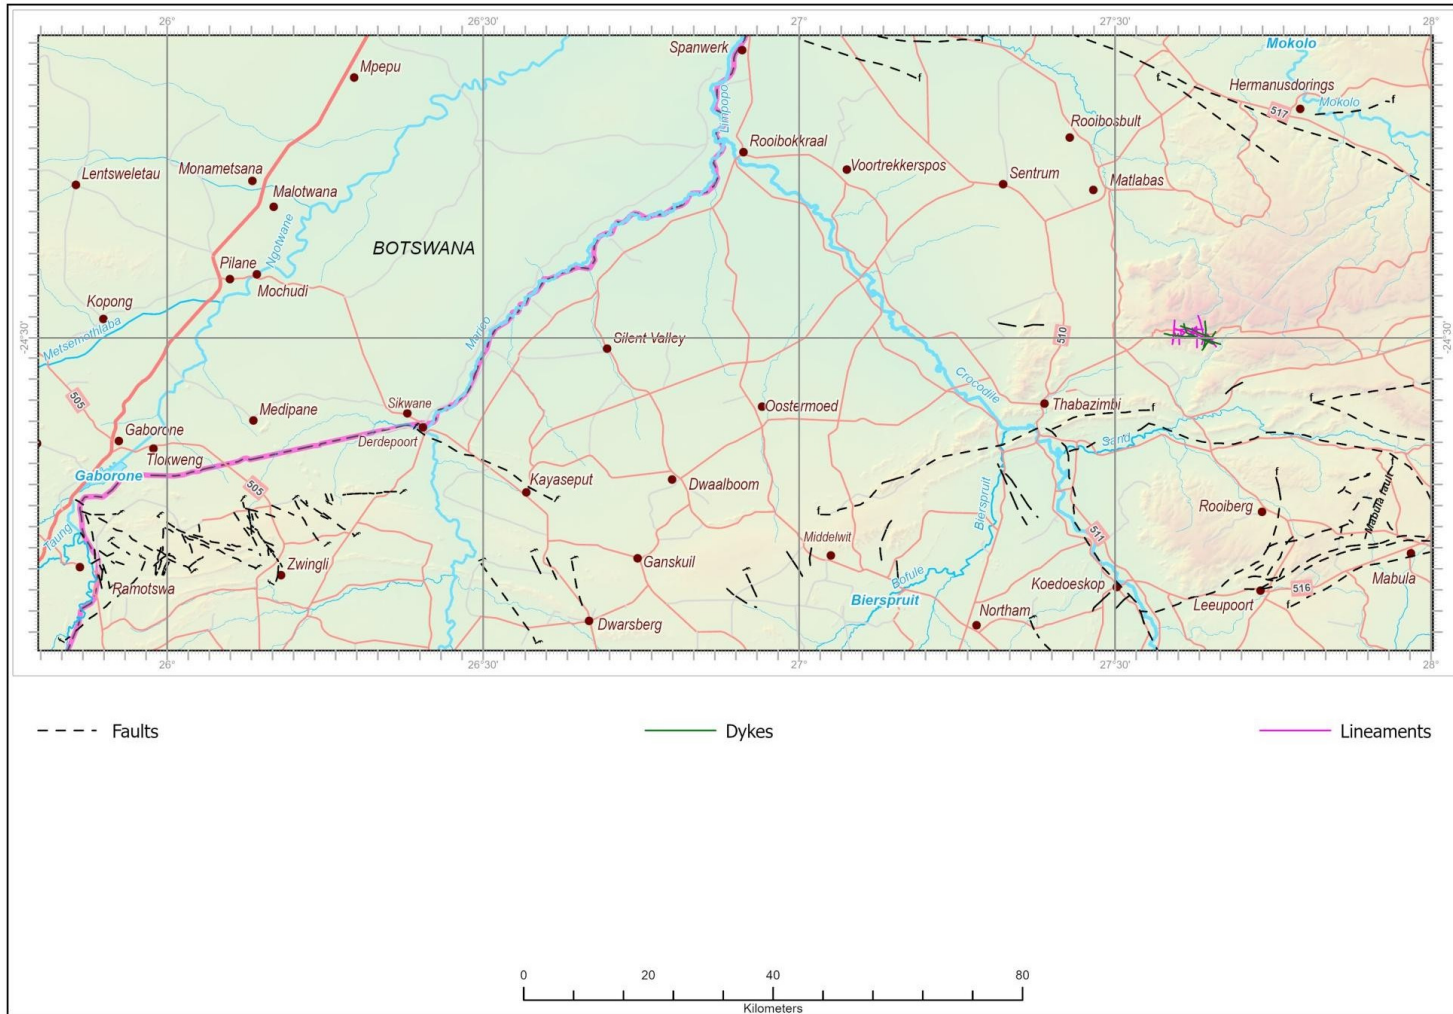 26°
26°30'
27°
27°30'
28°
Spanwerk
Mokolo
Mpepu
Hermanusdorings
Mokolo
517
Limpopo
Rooibosbult
Rooibokkraal
Monametsana
Lentsweletau
Voortrekkerspos
Sentrum
Matlabas
Malotwana
Ngotwane
BOTSWANA
Pilane
Mochudi
Kopong
Metsemothlaba
Marico
Silent Valley
510
-24°30'
-24°30'
Crocodile
505
Sikwane
Medipane
Oostermoed
Thabazimbi
Gaborone
Derdepoort
Sand
Tlokweng
Gaborone
505
Kayaseput
Dwaalboom
Bierspruit
Rooiberg
Mabula fault
Taung
511
Middelwit
Zwingli
Ganskuil
Bofule
Ramotswa
Koedoeskop
516
Mabula
Bierspruit
Leeupoort
Northam
Dwarsberg
f
f
f
f
f
f
f
f
f
f
26°
26°30'
27°
27°30'
28°
Faults
Dykes
Lineaments
0
20
40
80
Kilometers